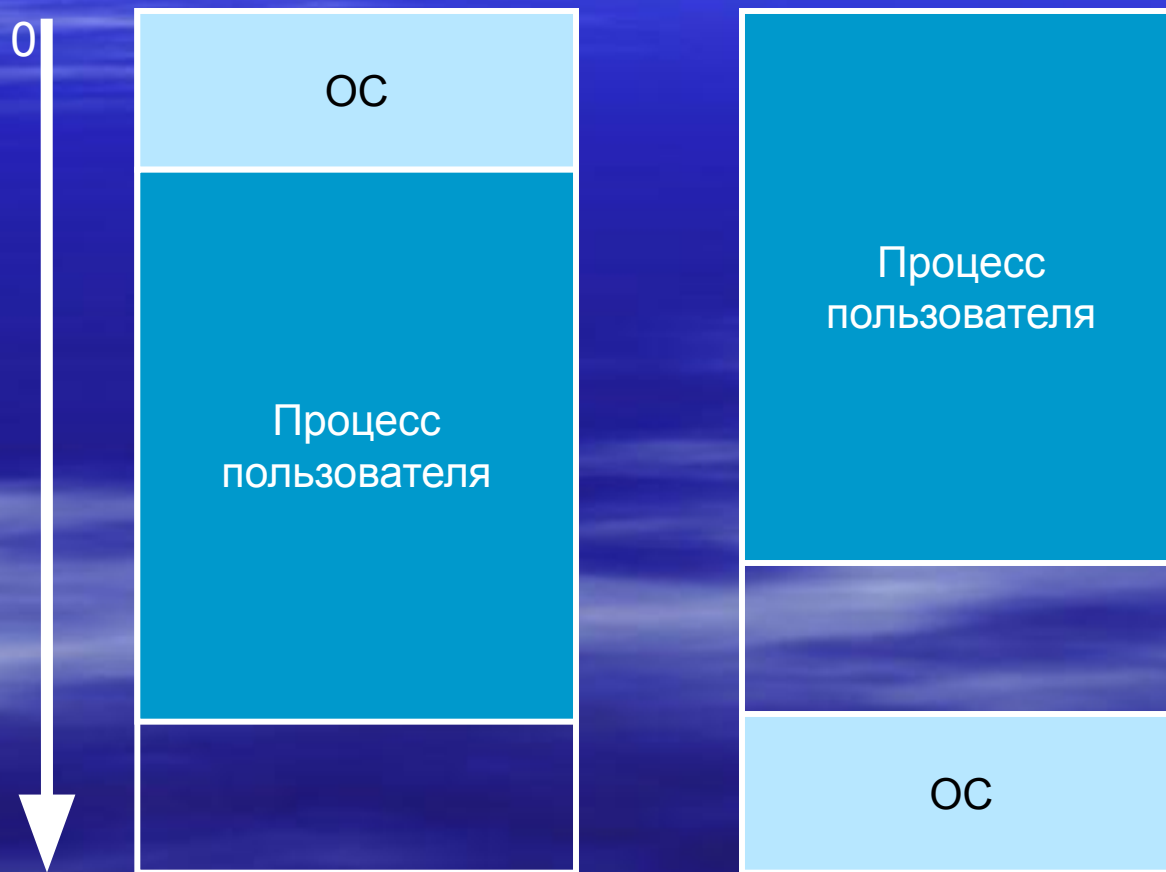 0
ОС
Процесс
пользователя
Процесс
пользователя
ОС